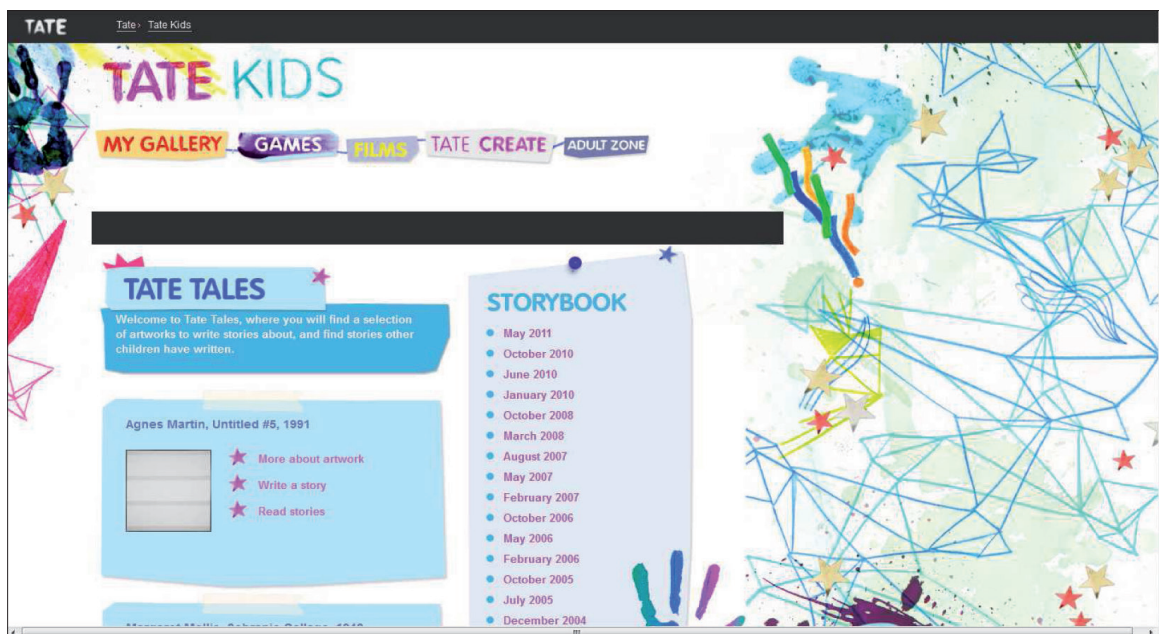 TATE
Tate› Tate Kids
TATE KIDS
MY GALLERY GAMES FILMS TATE CREATE ADULT ZONE
TATE TALES
Welcome to Tate Tales, where you will find a selection
of artworks to write stories about, and find stories other
children have written.
Agnes Martin, Untitled #5, 1991
More about artwork
Write a story
Read stories
STORYBOOK
May 2011
October 2010
June 2010
January 2010
October 2008
March 2008
August 2007
May 2007
February 2007
October 2006
May 2006
February 2006
October 2005
July 2005
December 2004